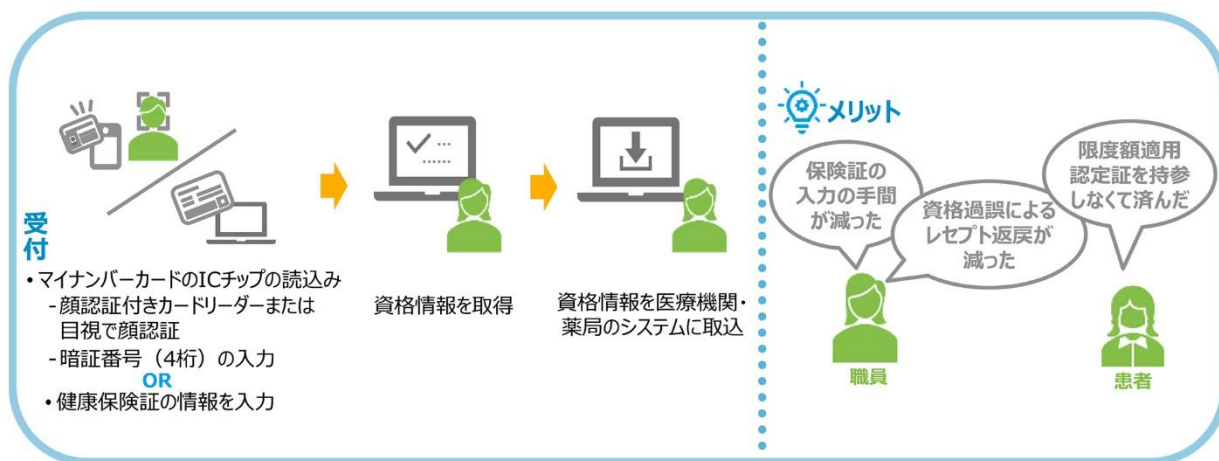 受付
・マイナンバーカードのICチップの読込み
-顔認証付きカードリーダーまたは
目視で顔認証
-暗証番号（4桁）の入力
OR
・健康保険証の情報を入力
資格情報を取得
資格情報を医療機関・
薬局のシステムに取込
メリット
保険証の
入力の手間
が減った
資格過誤による
レセプト返戻が
減った
限度額適用
認定証を持参
しなくて済んだ
職員
患者